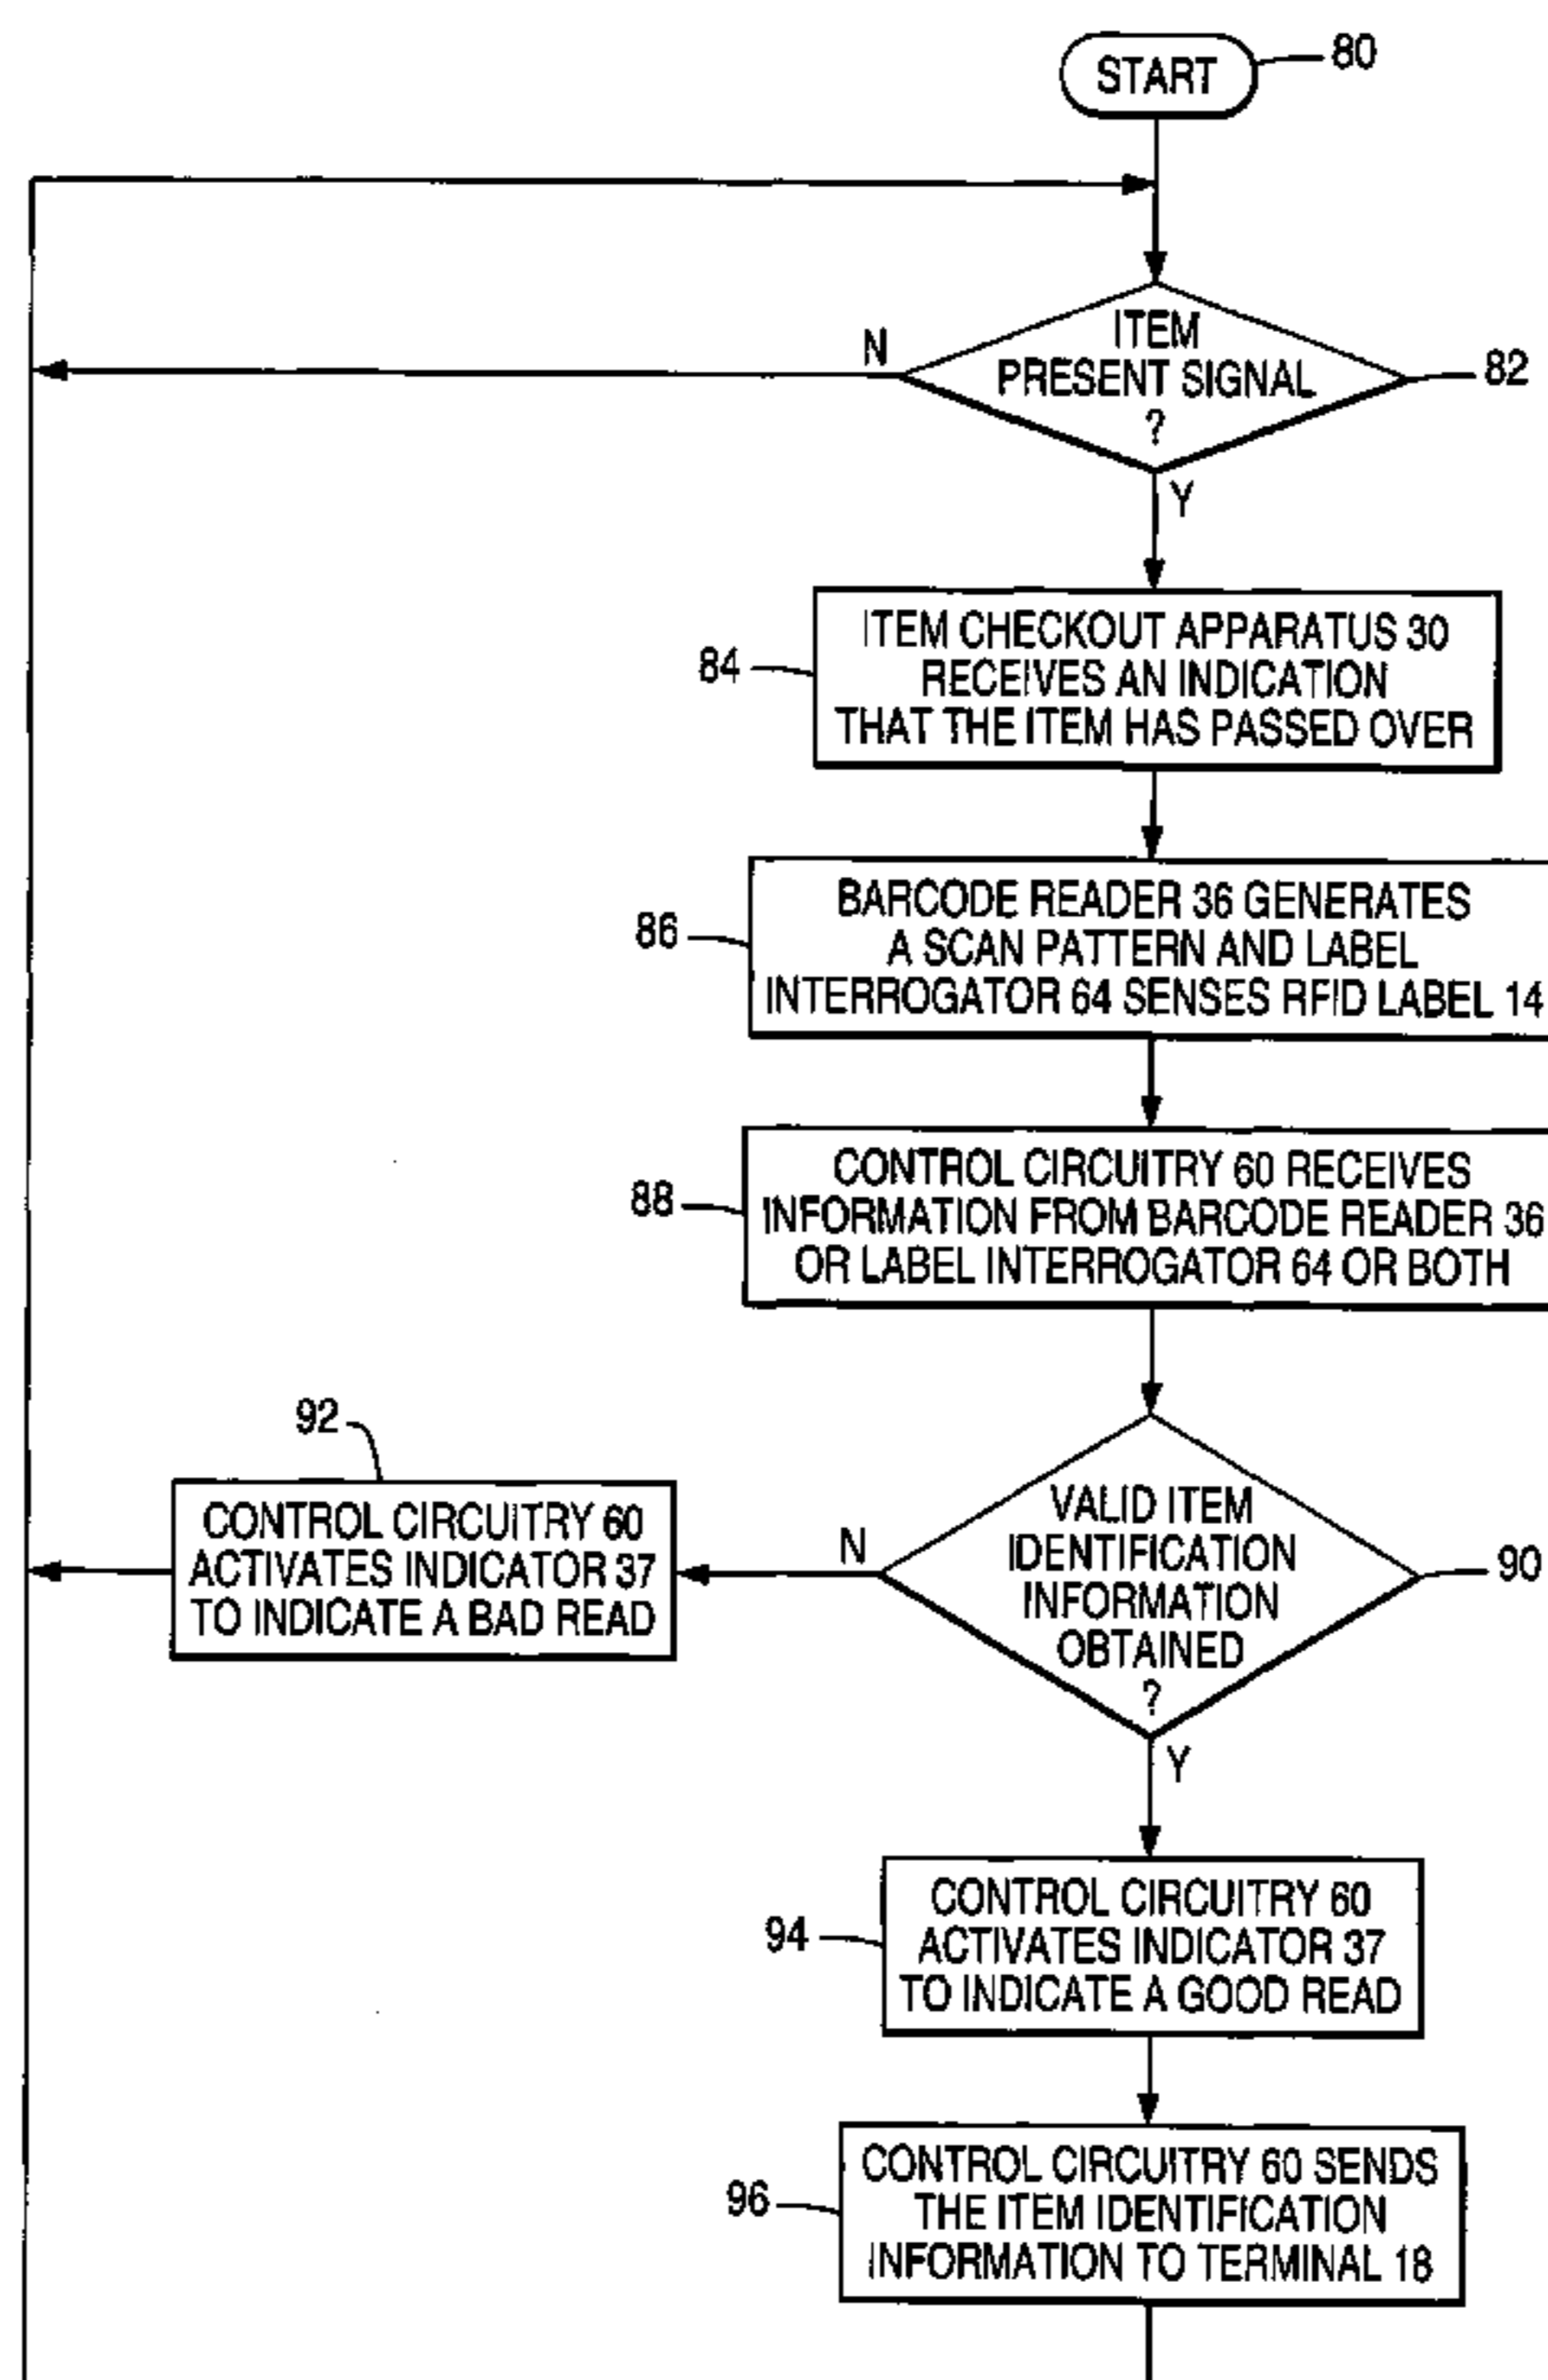 START
80
ITEM
PRESENT SIGNAL
?
N
82
Y
84
ITEM CHECKOUT APPARATUS 30
RECEIVES AN INDICATION
THAT THE ITEM HAS PASSED OVER
86
BARCODE READER 36 GENERATES
A SCAN PATTERN AND LABEL
INTERROGATOR 64 SENSES RFID LABEL 14
88
CONTROL CIRCUITRY 60 RECEIVES
INFORMATION FROM BARCODE READER 36
OR LABEL INTERROGATOR 64 OR BOTH
VALID ITEM
IDENTIFICATION
INFORMATION
OBTAINED
?
90
N
92
CONTROL CIRCUITRY 60
ACTIVATES INDICATOR 37
TO INDICATE A BAD READ
Y
94
CONTROL CIRCUITRY 60
ACTIVATES INDICATOR 37
TO INDICATE A GOOD READ
96
CONTROL CIRCUITRY 60 SENDS
THE ITEM IDENTIFICATION
INFORMATION TO TERMINAL 18